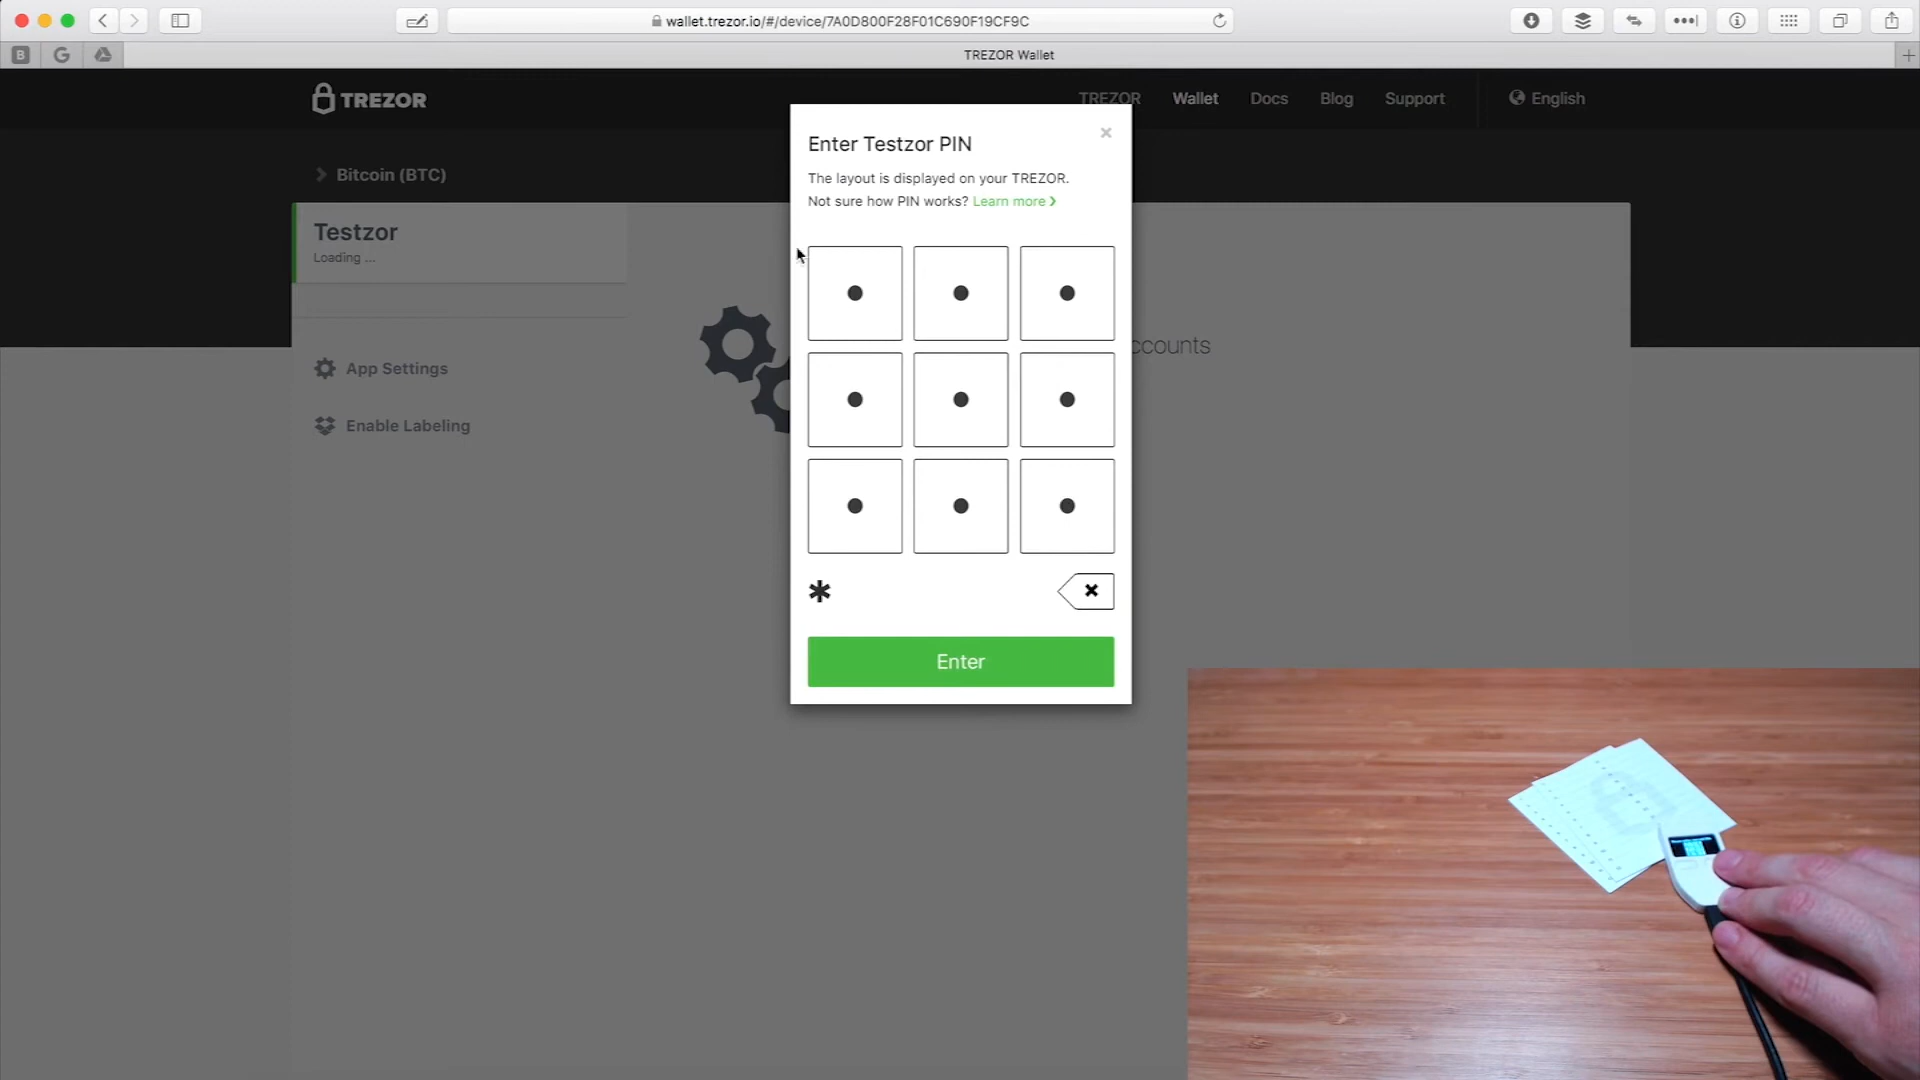 wallet.trezor.io/#/device/7A0D800F28F01C690F19CF9C
B
G
TREZOR Wallet
TREZOR
TREZOR
Wallet
Docs
Blog
Support
English
Bitcoin (BTC)
Testzor
Loading ...
App Settings
Enable Labeling
ccounts
Enter Testzor PIN
The layout is displayed on your TREZOR.
Not sure how PIN works? Learn more
Enter